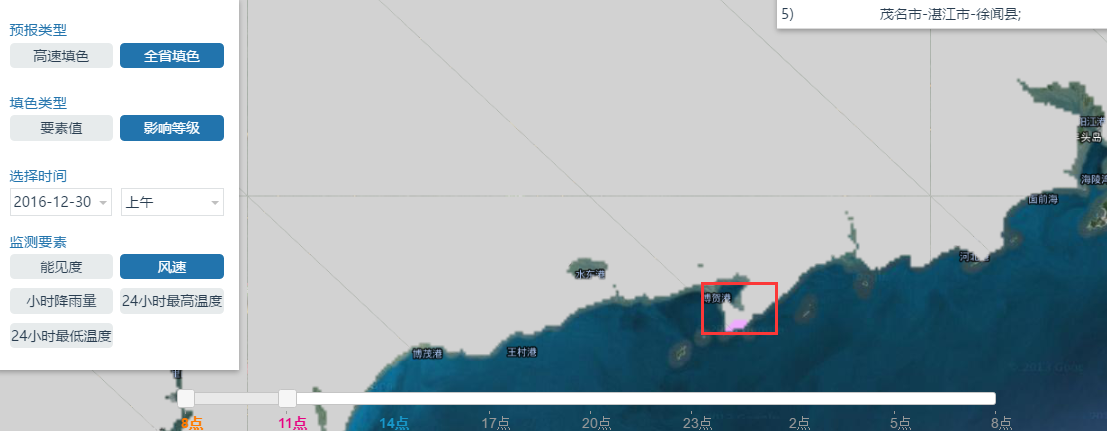 预报类型
高速填色 全省填色
填色类型
要素值 影响等级
选择时间
2016-12-30 上午
监测要素
能见度 风速
小时降雨量 24小时最高温度
24小时最低温度
5) 茂名市-湛江市-徐闻县;
头岛
海陵湾
面前海
水东港
博贺港
博茂港
王村港
8点 11点 14点 17点 20点 23点 2点 5点 8点